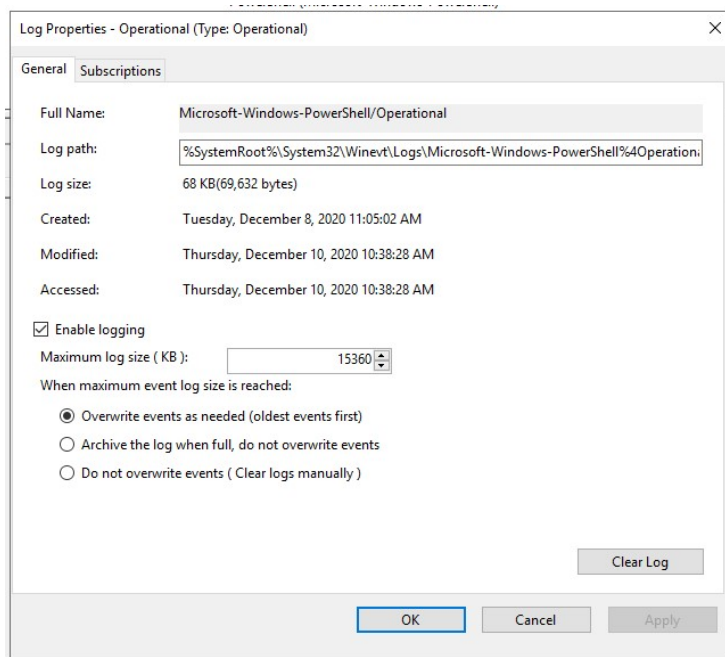 Log Properties - Operational (Type: Operational)
General Subscriptions
Full Name: Microsoft-Windows-PowerShell/Operational
Log path: %SystemRoot%\System32\Winevt\Logs\Microsoft-Windows-PowerShell%4Operationa
Log size: 68 KB(69,632 bytes)
Created: Tuesday, December 8, 2020 11:05:02 AM
Modified: Thursday, December 10, 2020 10:38:28 AM
Accessed: Thursday, December 10, 2020 10:38:28 AM
Enable logging
Maximum log size ( KB ): 15360
When maximum event log size is reached:
Overwrite events as needed (oldest events first)
Archive the log when full, do not overwrite events
Do not overwrite events ( Clear logs manually )
Clear Log
OK Cancel Apply